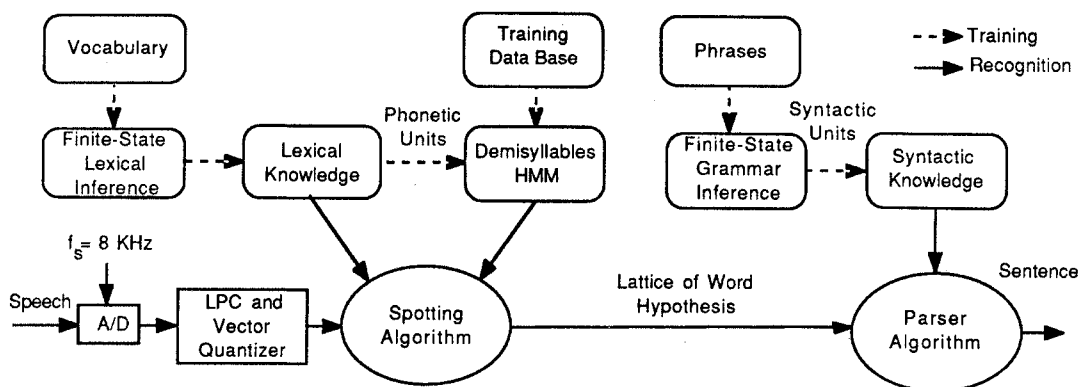 Vocabulary
Training
Data Base
Phrases
Training
Recognition
Finite-State
Lexical
Inference
Lexical
Knowledge
Phonetic
Units
Demisyllables
HMM
Finite-State
Grammar
Inference
Syntactic
Units
Syntactic
Knowledge
fs= 8 KHz
Speech
A/D
LPC and
Vector
Quantizer
Spotting
Algorithm
Lattice of Word
Hypothesis
Parser
Algorithm
Sentence